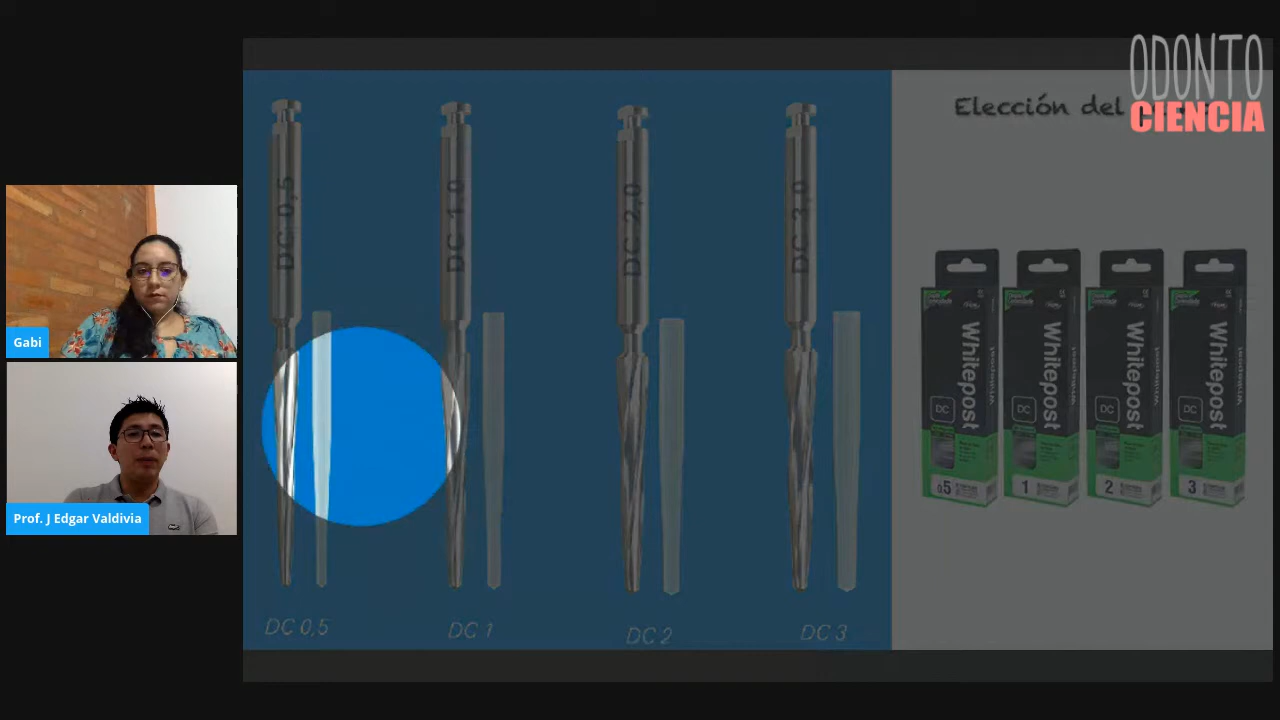 ODONTO
CIENCIA
Elección del
DC 0,5
DC 1,0
DC 2,0
DC 3,0
Gabi
Prof. J Edgar Valdivia
Whitepost
Whitepost
Whitepost
Whitepost
DC
DC
DC
DC
0.5
1
2
3
DC 0,5
DC 1
DC 2
DC 3